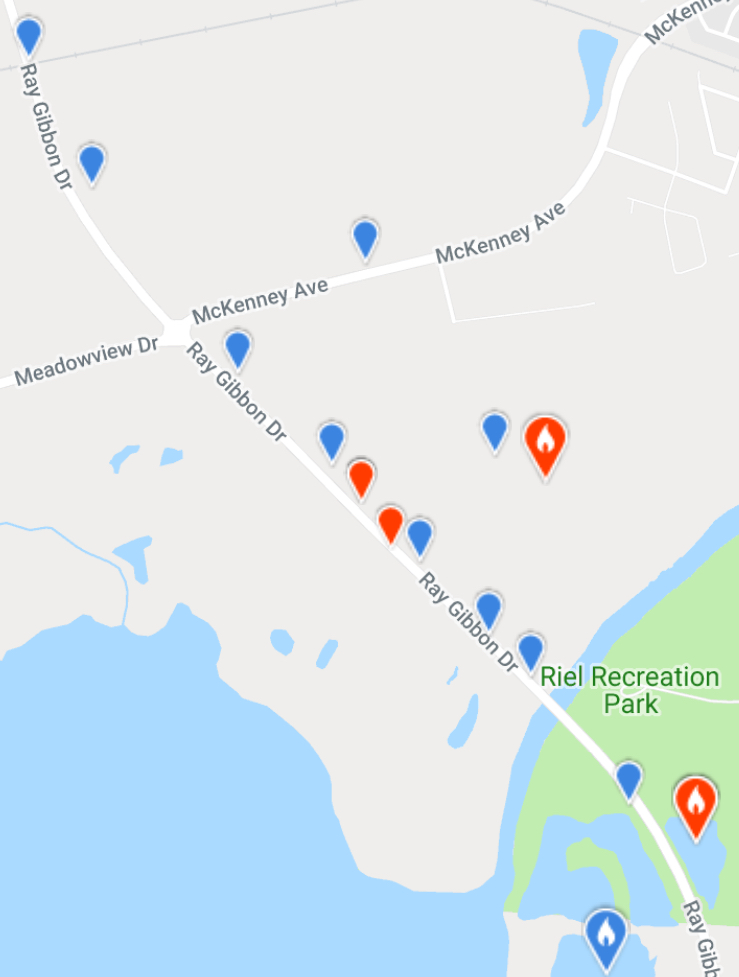 McKenney
Ray Gibbon Dr
McKenney Ave
McKenney Ave
Meadowview Dr
Ray Gibbon Dr
Ray Gibbon Dr
Riel Recreation
Park
Ray Gibb